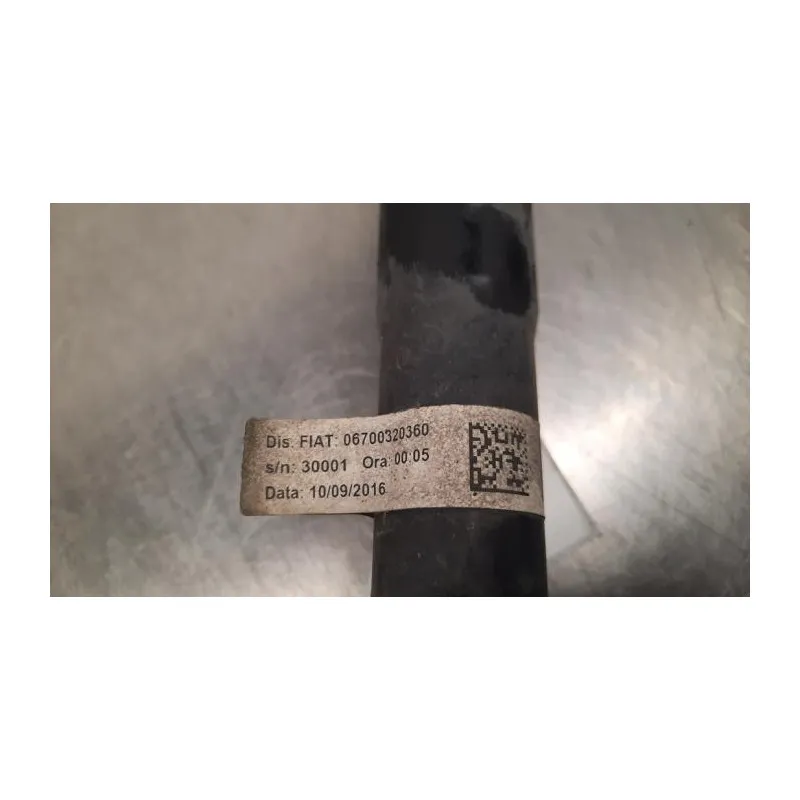 Dis. FIAT: 06700320360
s/n: 30001 Ora: 00:05
Data: 10/09/2016